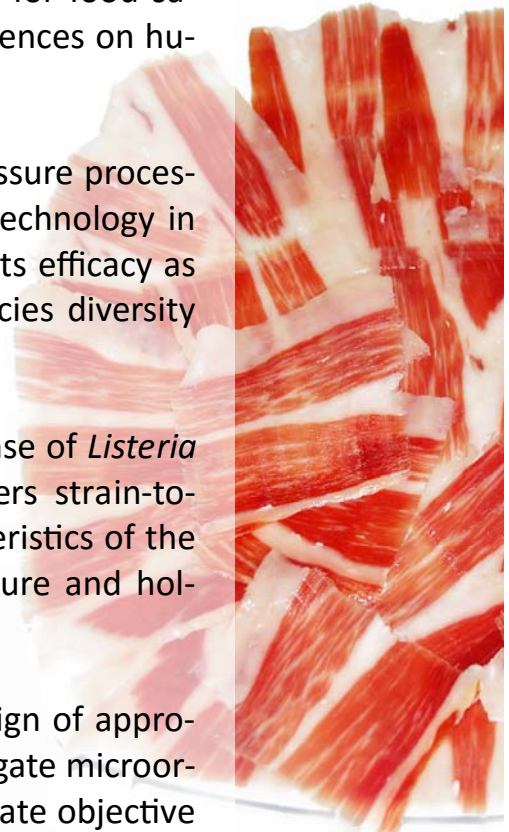 for food sa-
ences on hu-
ssure proces-
echnology in
ts efficacy as
cies diversity
se of Listeria
ers strain-to-
eristics of the
ure and hol-
ign of appro-
gate microor-
ate objective